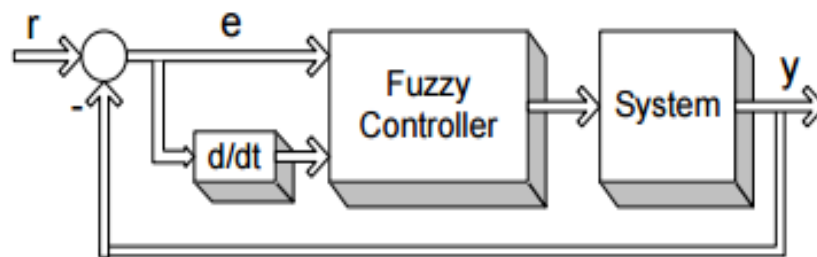 r
e
y
-
Fuzzy
Controller
System
d/dt